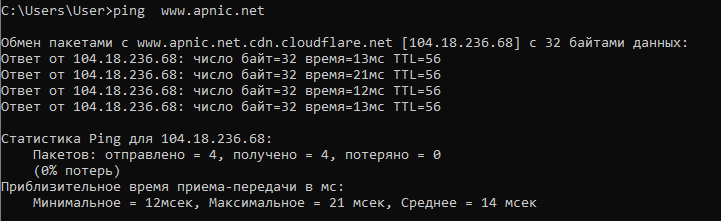 C:\Users\User>ping  www.apnic.net
Обмен пакетами с www.apnic.net.cdn.cloudflare.net [104.18.236.68] с 32 байтами данных:
Ответ от 104.18.236.68: число байт=32 время=13мс TTL=56
Ответ от 104.18.236.68: число байт=32 время=21мс TTL=56
Ответ от 104.18.236.68: число байт=32 время=12мс TTL=56
Ответ от 104.18.236.68: число байт=32 время=13мс TTL=56
Статистика Ping для 104.18.236.68:
    Пакетов: отправлено = 4, получено = 4, потеряно = 0
    (0% потерь)
Приблизительное время приема-передачи в мс:
    Минимальное = 12мсек, Максимальное = 21 мсек, Среднее = 14 мсек